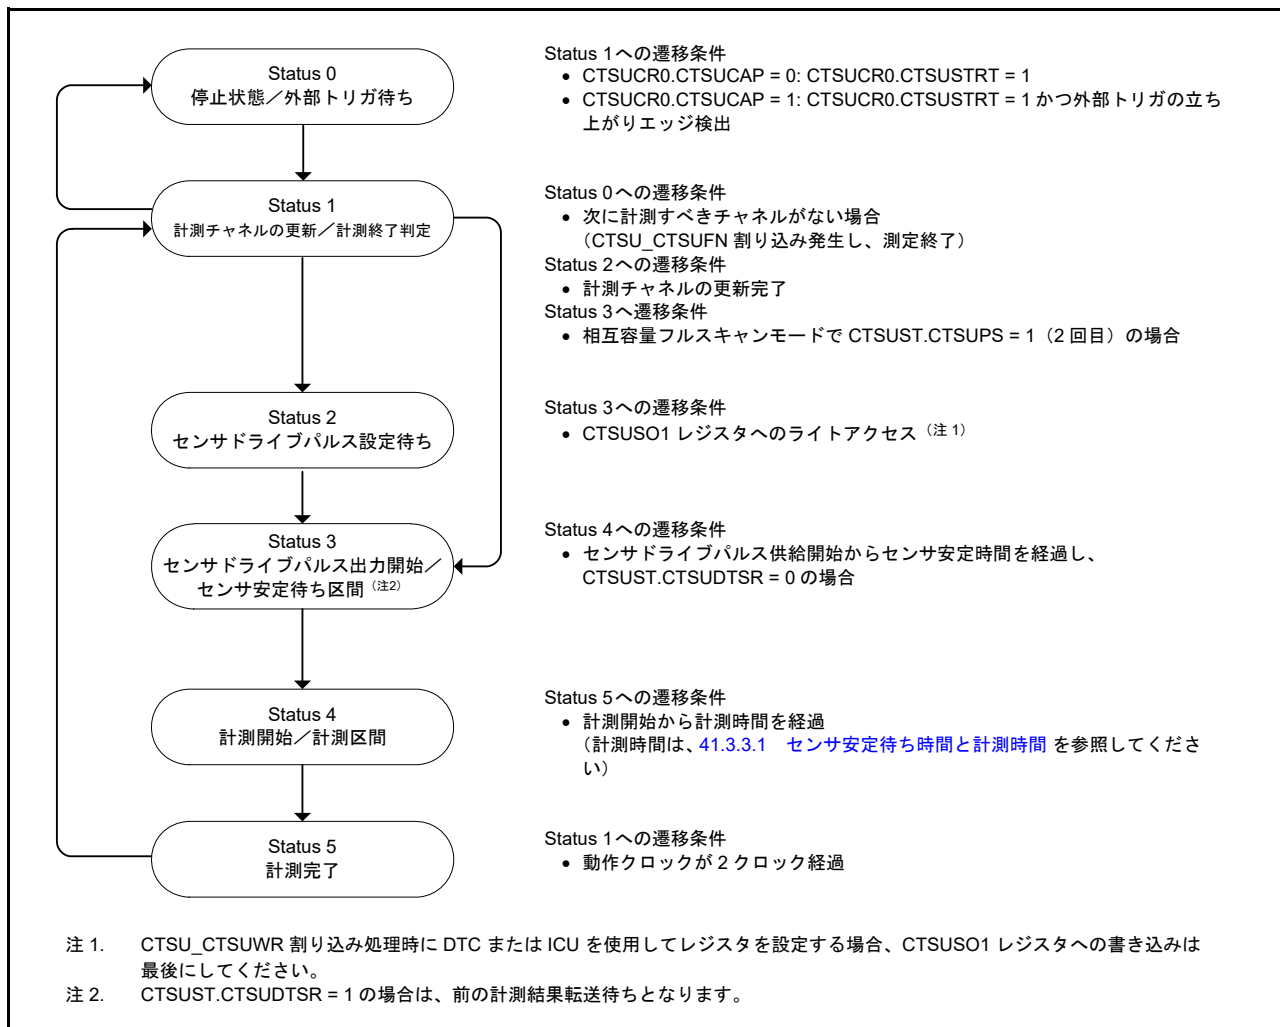 Status 0
停止状態／外部トリガ待ち
Status 1への遷移条件
• CTSUCR0.CTSUCAP = 0: CTSUCR0.CTSUSTRT = 1
• CTSUCR0.CTSUCAP = 1: CTSUCR0.CTSUSTRT = 1 かつ外部トリガの立ち
上がりエッジ検出
Status 1
計測チャネルの更新／計測終了判定
Status 0への遷移条件
• 次に計測すべきチャネルがない場合
（CTSU_CTSUFN 割り込み発生し、測定終了）
Status 2への遷移条件
• 計測チャネルの更新完了
Status 3へ遷移条件
• 相互容量フルスキャンモードで CTSUST.CTSUPS = 1（2 回目）の場合
Status 2
センサドライブパルス設定待ち
Status 3への遷移条件
• CTSUSO1 レジスタへのライトアクセス（注 1）
Status 3
センサドライブパルス出力開始／
センサ安定待ち区間（注2）
Status 4への遷移条件
• センサドライブパルス供給開始からセンサ安定時間を経過し、
CTSUST.CTSUDTSR = 0 の場合
Status 4
計測開始／計測区間
Status 5への遷移条件
• 計測開始から計測時間を経過
（計測時間は、41.3.3.1　センサ安定待ち時間と計測時間 を参照してくださ
い）
Status 5
計測完了
Status 1への遷移条件
• 動作クロックが 2 クロック経過
注 1. CTSU_CTSUWR 割り込み処理時に DTC または ICU を使用してレジスタを設定する場合、CTSUSO1 レジスタへの書き込みは
最後にしてください。
注 2. CTSUST.CTSUDTSR = 1 の場合は、前の計測結果転送待ちとなります。